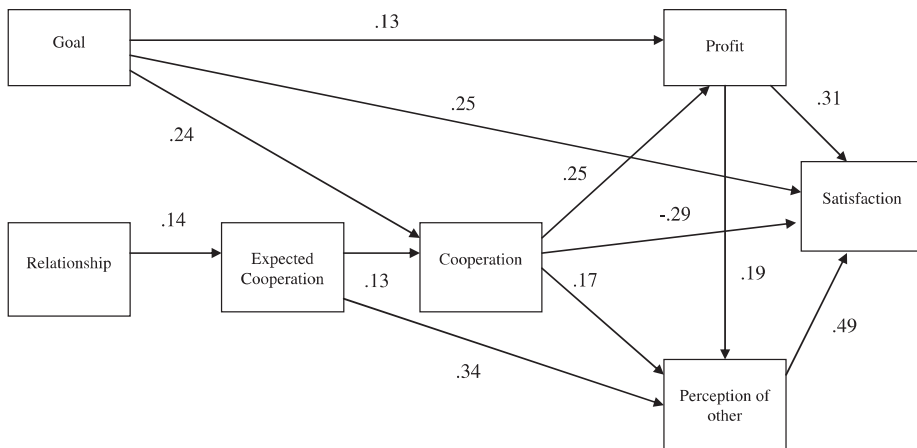 .13
Goal
Profit
.25
.31
.24
.25
Satisfaction
.14
-.29
Relationship
Expected
Cooperation
Cooperation
.13
.17
.19
.34
.49
Perception of
other